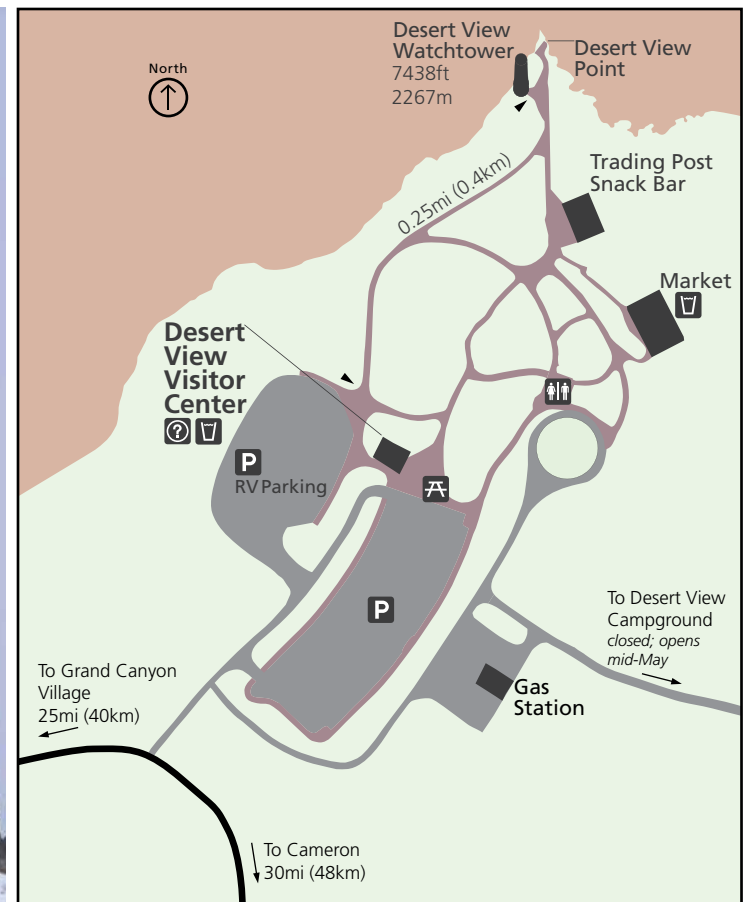 North
Desert View
Watchtower
7438ft
2267m
Desert View
Point
0.25mi (0.4km)
Trading Post
Snack Bar
Market
Desert
View
Visitor
Center
?
P
RV Parking
P
To Desert View
Campground
closed; opens
mid-May
To Grand Canyon
Village
25mi (40km)
Gas
Station
To Cameron
30mi (48km)